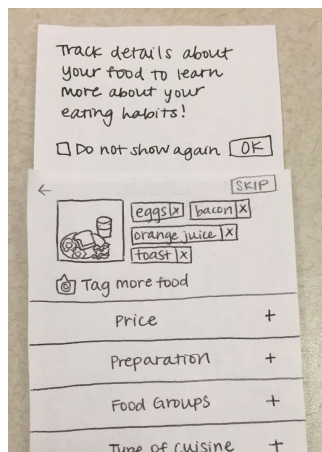 Track details about
your food to learn
more about your
eating habits!
Do not show again OK
← SKIP
eggs x bacon x
orange juice x
toast x
Tag more food
Price +
Preparation +
Food Groups +
Type of cuisine +